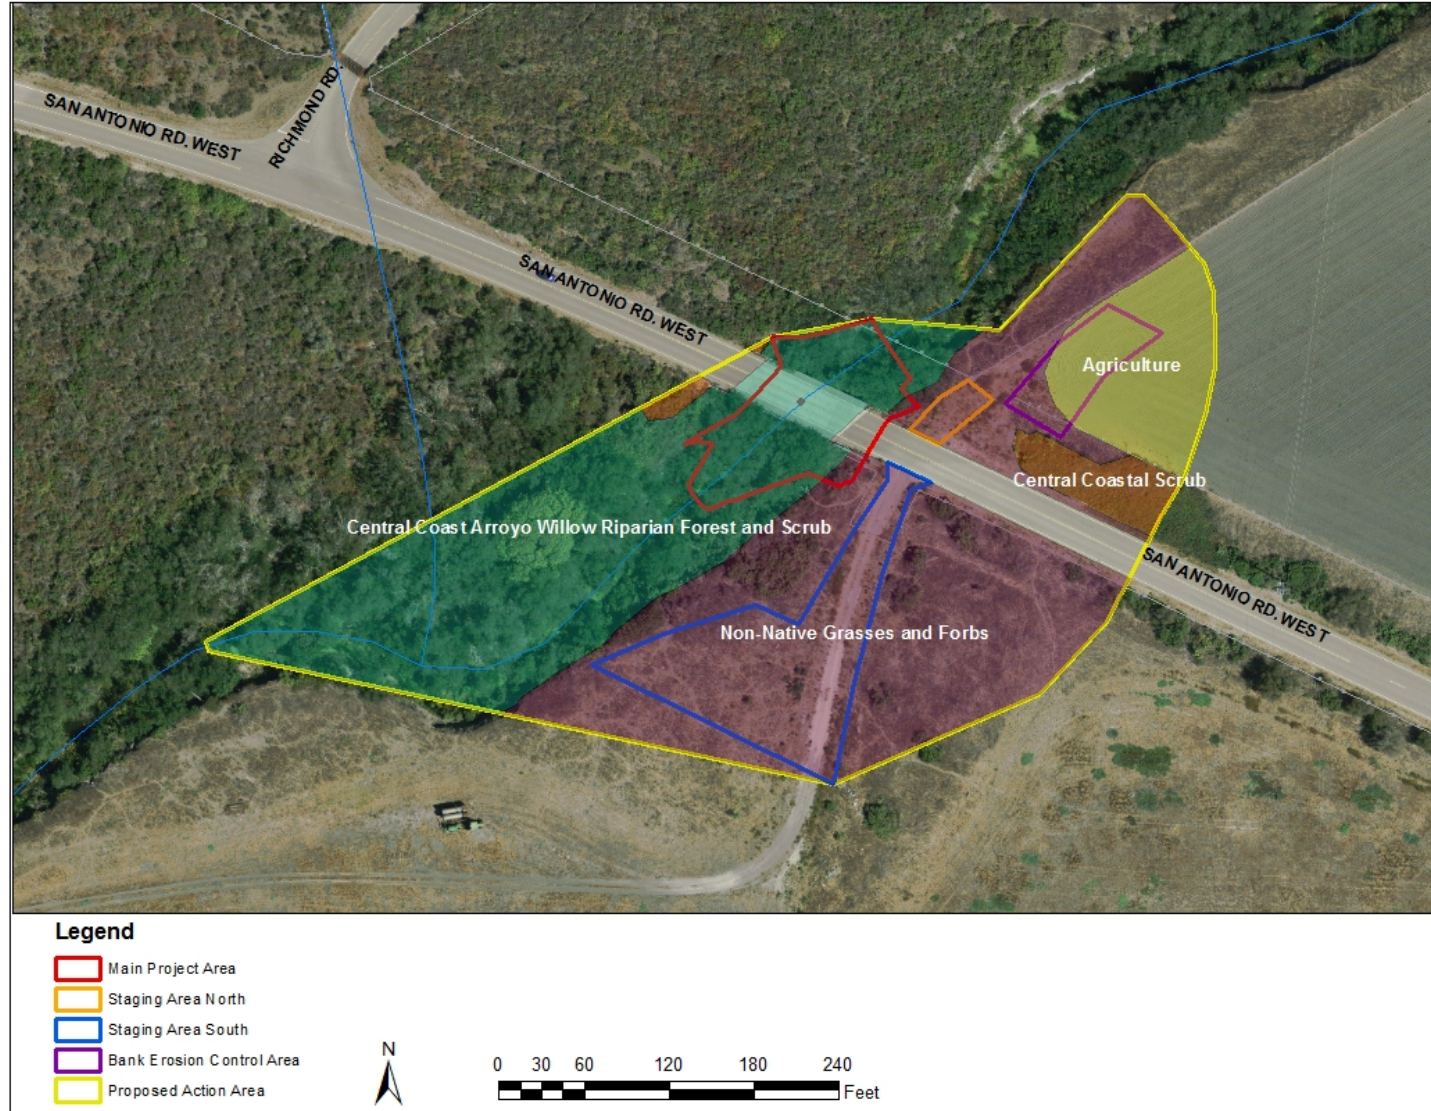 RICHMOND RD.
SAN ANTONIO RD. WEST
SAN ANTONIO RD. WEST
Agriculture
Central Coastal Scrub
Central Coast Arroyo Willow Riparian Forest and Scrub
SAN ANTONIO RD. WEST
Non-Native Grasses and Forbs
Legend
Main Project Area
Staging Area North
Staging Area South
Bank Erosion Control Area
Proposed Action Area
N
0 30 60 120 180 240
Feet